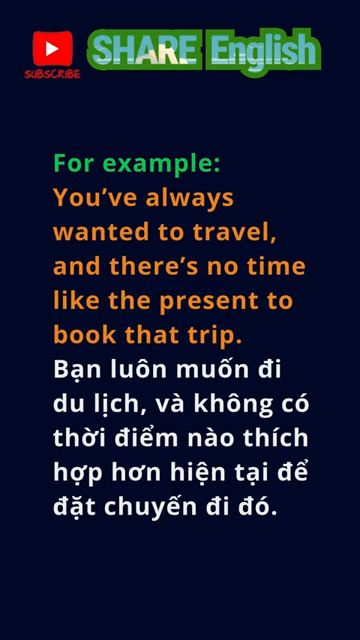 SHARE English
SUBSCRIBE
For example:
You’ve always
wanted to travel,
and there’s no time
like the present to
book that trip.
Bạn luôn muốn đi
du lịch, và không có
thời điểm nào thích
hợp hơn hiện tại để
đặt chuyến đi đó.